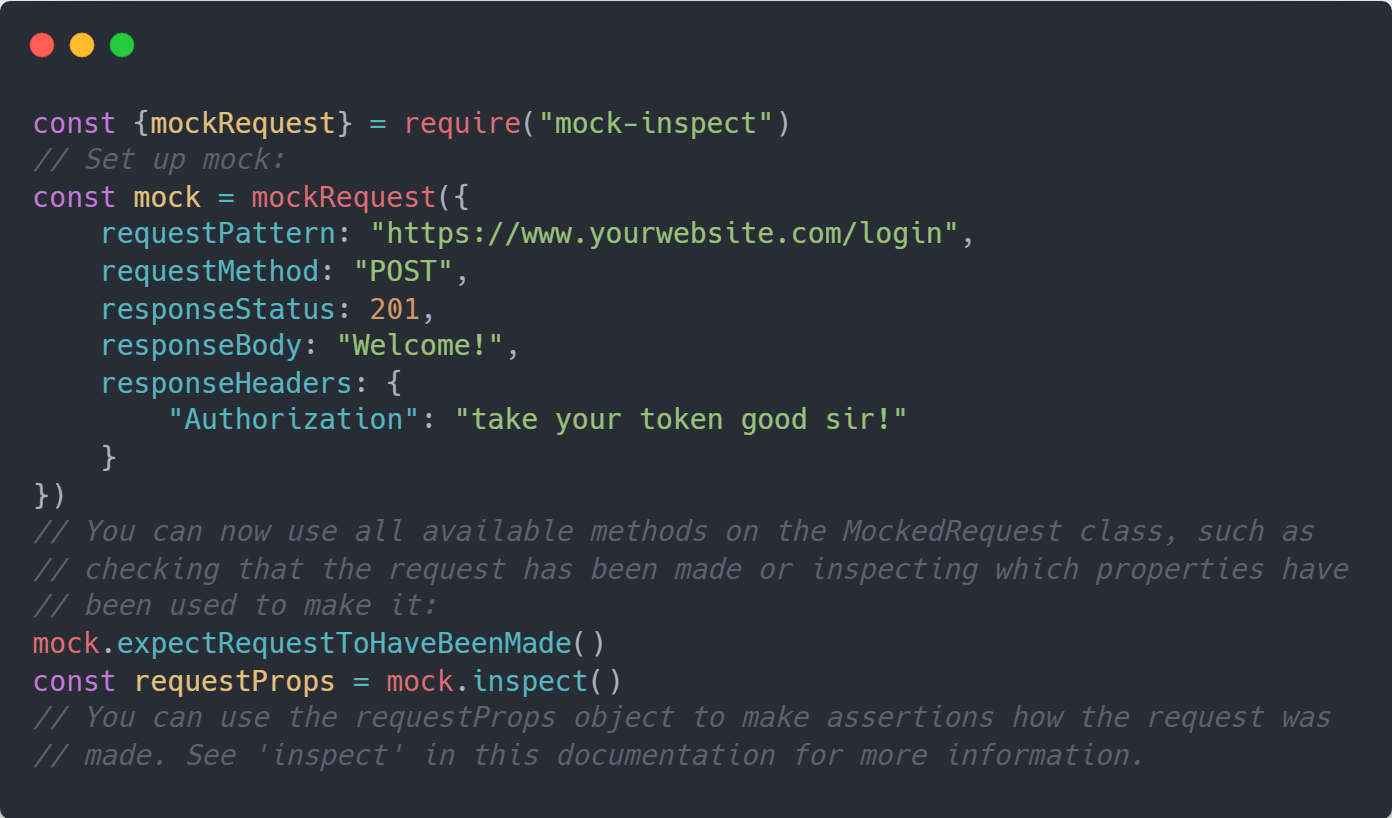 const {mockRequest} = require("mock-inspect")
// Set up mock:
const mock = mockRequest({
    requestPattern: "https://www.yourwebsite.com/login",
    requestMethod: "POST",
    responseStatus: 201,
    responseBody: "Welcome!",
    responseHeaders: {
        "Authorization": "take your token good sir!"
    }
})
// You can now use all available methods on the MockedRequest class, such as
// checking that the request has been made or inspecting which properties have
// been used to make it:
mock.expectRequestToHaveBeenMade()
const requestProps = mock.inspect()
// You can use the requestProps object to make assertions how the request was
// made. See 'inspect' in this documentation for more information.